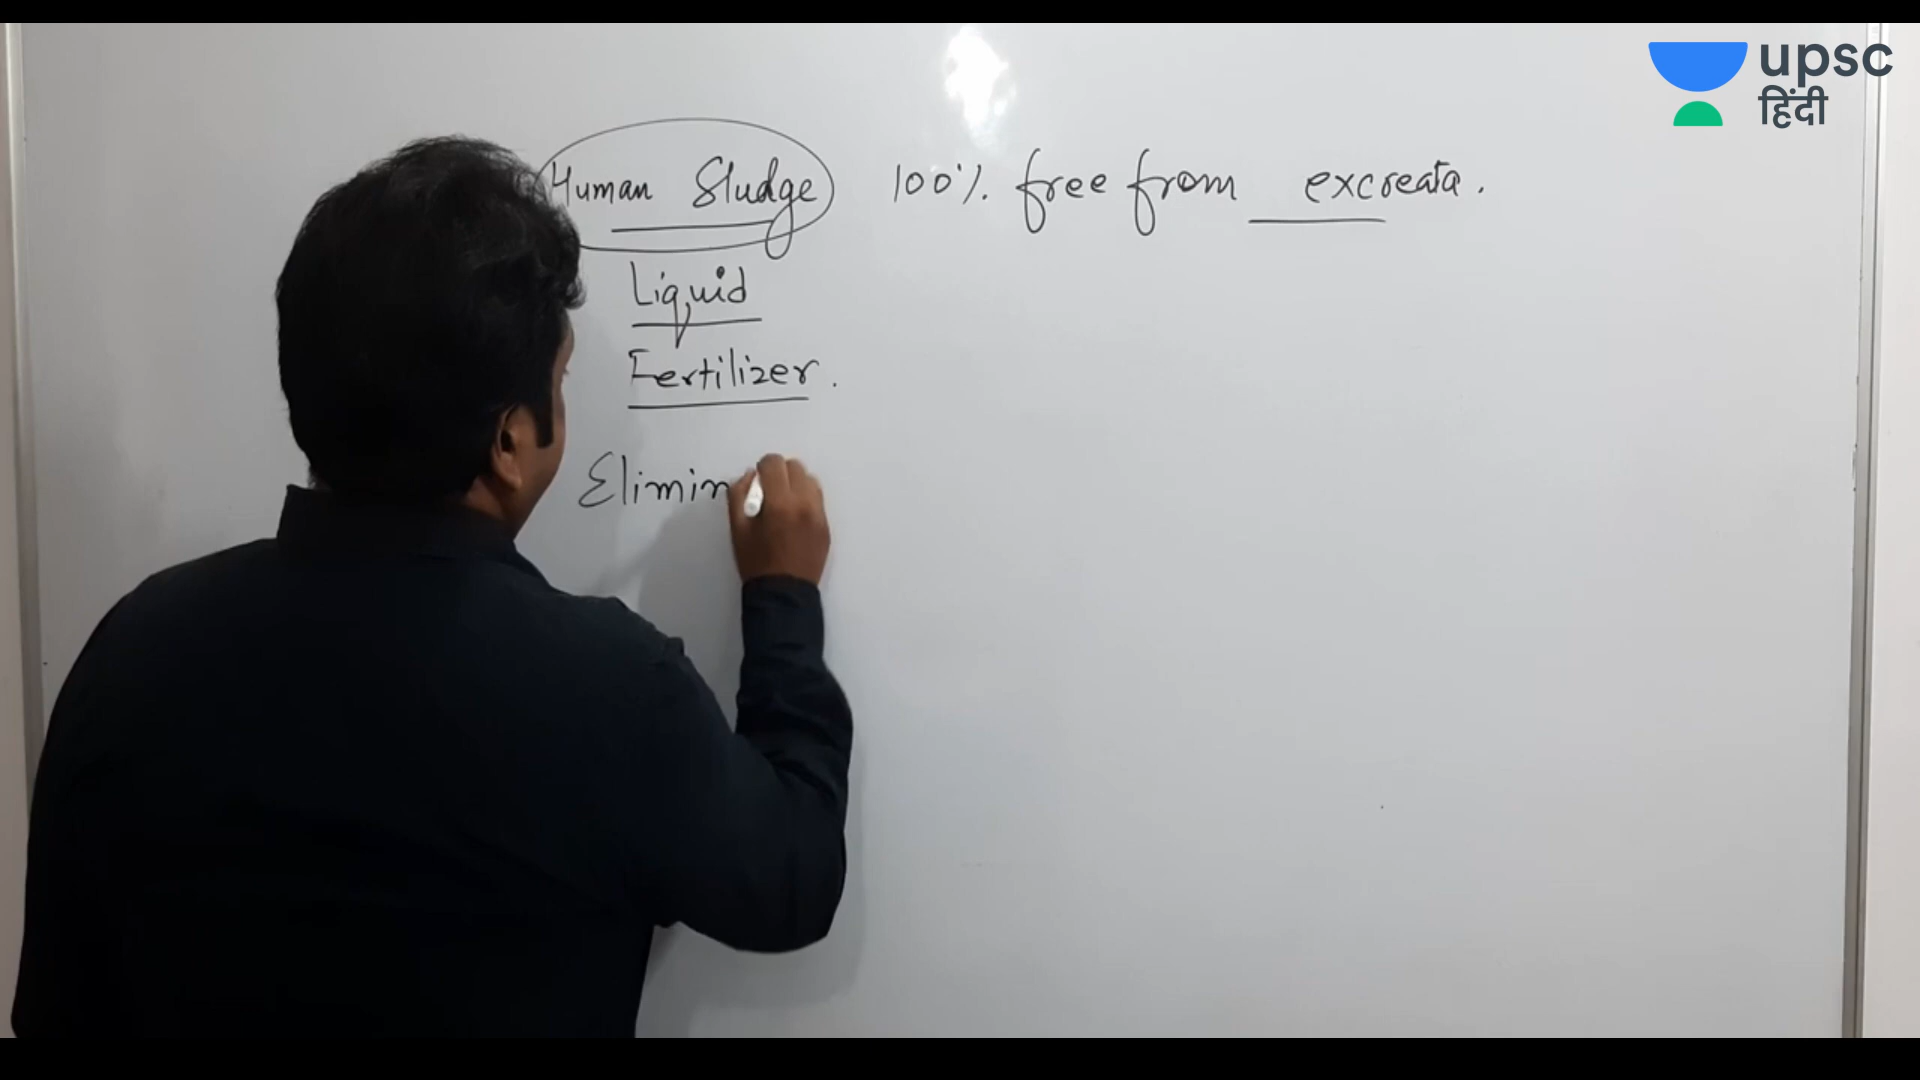 upsc
हिंदी
Human Sludge 100% free from excreata.
Liquid
Fertilizer.
Elimin